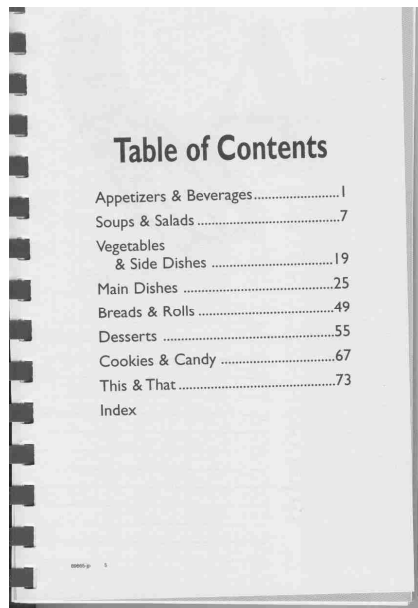 Table of Contents
Appetizers & Beverages........................1
Soups & Salads........................................7
Vegetables
& Side Dishes ..................................19
Main Dishes ..........................................25
Breads & Rolls......................................49
Desserts ................................................55
Cookies & Candy ................................67
This & That............................................73
Index